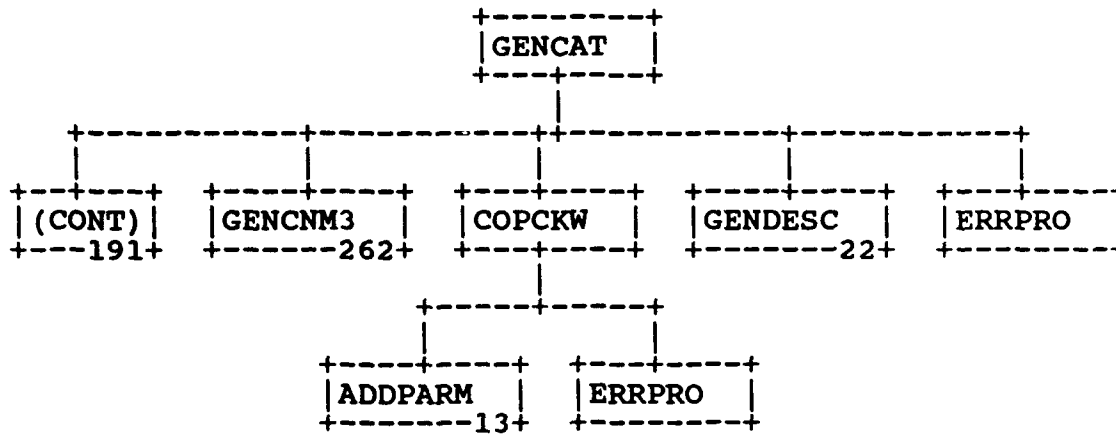 GENCAT
(CONT) GENCNM3 COPCKW GENDESC ERRPRO
191 262 22
ADDPARM ERRPRO
13